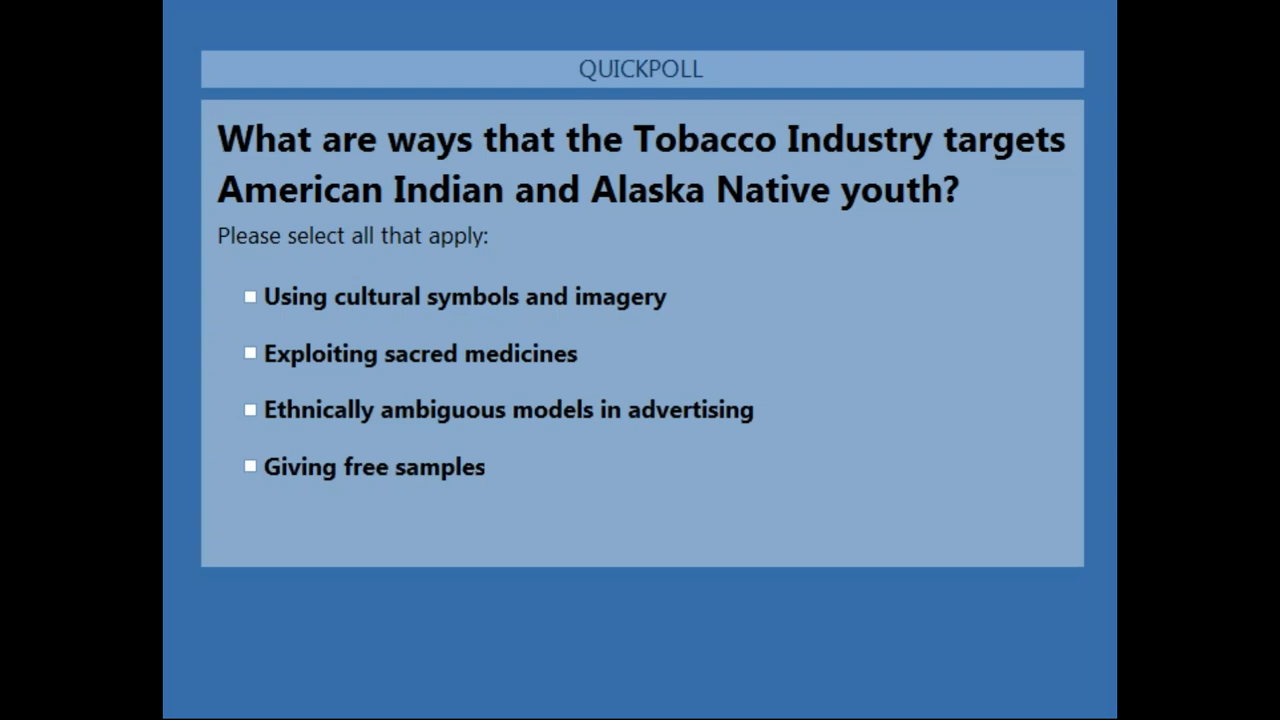 QUICKPOLL
What are ways that the Tobacco Industry targets
American Indian and Alaska Native youth?
Please select all that apply:
Using cultural symbols and imagery
Exploiting sacred medicines
Ethnically ambiguous models in advertising
Giving free samples